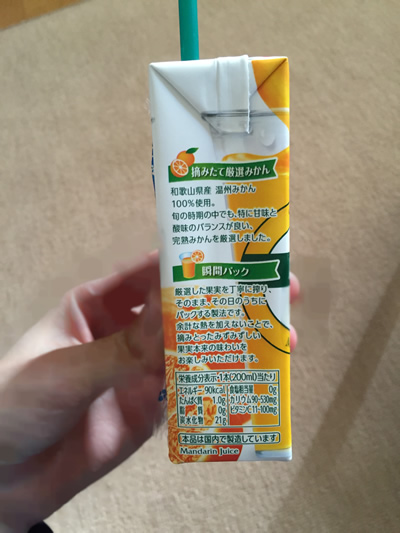 摘みたて厳選みかん
和歌山県産 温州みかん
100%使用。
旬の時期の中でも、特に甘味と
酸味のバランスが良い、
完熟みかんを厳選しました。
瞬間パック
厳選した果実を丁寧に搾り、
そのまま、その日のうちに
パックする製法です。
余計な熱を加えないことで、
摘みとったみずみずしい
果実本来の味わいを
お楽しみいただけます。
栄養成分表示 1本(200ml)当たり
エネルギー 90kcal 食塩相当量 0g
たんぱく質 1.0g カリウム90-530mg
脂質 0g ビタミンC11-100mg
炭水化物 21g
本品は国内で製造しています
Mandarin Juice